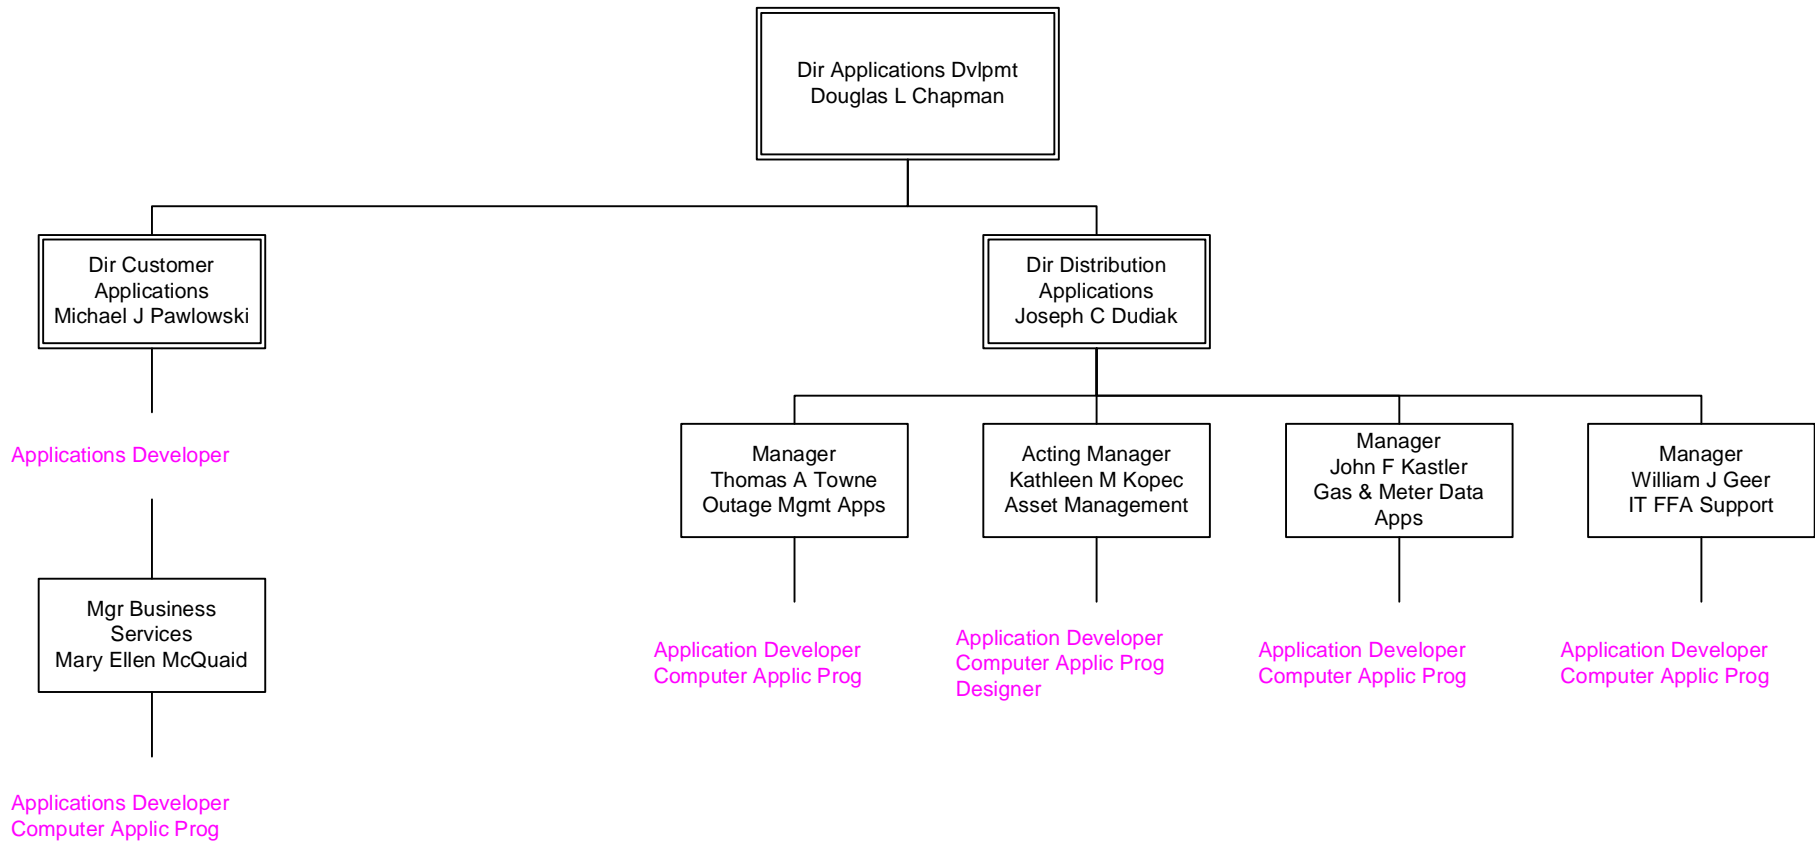 Dir Applications Dvlpmt
Douglas L Chapman
Dir Customer
Applications
Michael J Pawlowski
Dir Distribution
Applications
Joseph C Dudiak
Applications Developer
Manager
Thomas A Towne
Outage Mgmt Apps
Acting Manager
Kathleen M Kopec
Asset Management
Manager
John F Kastler
Gas & Meter Data
Apps
Manager
William J Geer
IT FFA Support
Mgr Business
Services
Mary Ellen McQuaid
Application Developer
Computer Applic Prog
Application Developer
Computer Applic Prog
Designer
Application Developer
Computer Applic Prog
Application Developer
Computer Applic Prog
Applications Developer
Computer Applic Prog